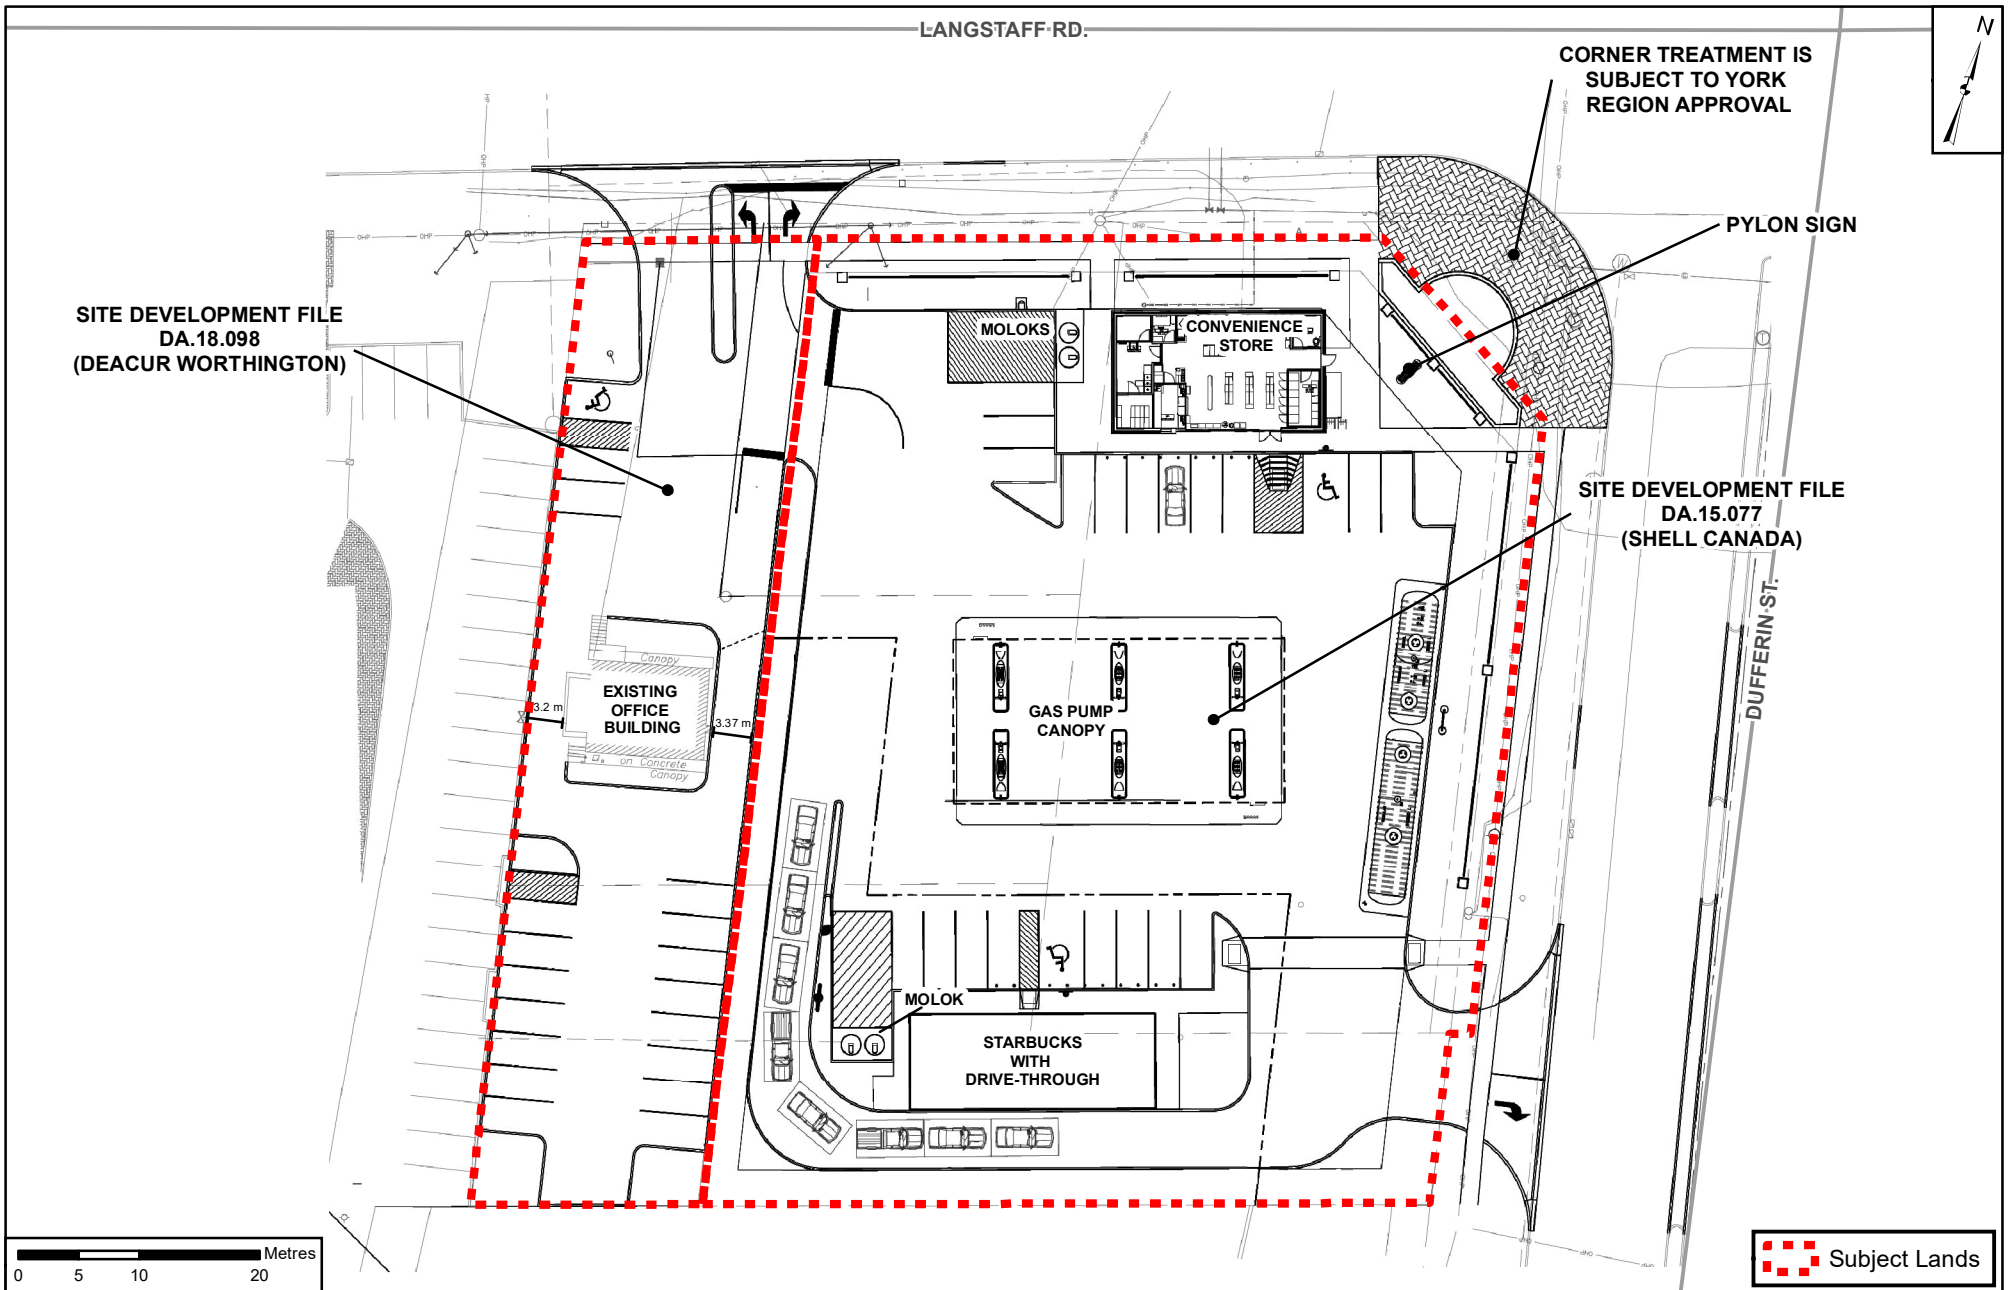 LANGSTAFF RD.
N
CORNER TREATMENT IS
SUBJECT TO YORK
REGION APPROVAL
PYLON SIGN
SITE DEVELOPMENT FILE
DA.18.098
(DEACUR WORTHINGTON)
MOLOKS
CONVENIENCE
STORE
SITE DEVELOPMENT FILE
DA.15.077
(SHELL CANADA)
DUFFERIN ST.
Canopy
EXISTING
OFFICE
BUILDING
3.2 m
3.37 m
on Concrete
Canopy
GAS PUMP
CANOPY
MOLOK
STARBUCKS
WITH
DRIVE-THROUGH
Metres
0 5 10 20
Subject Lands